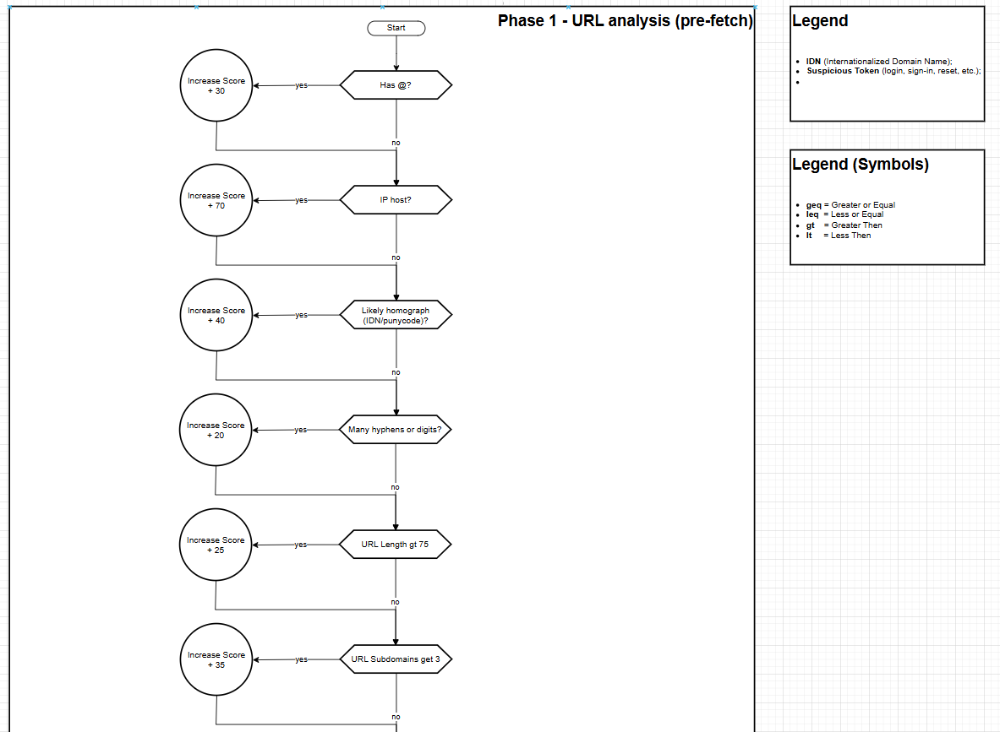 Phase 1 - URL analysis (pre-fetch)
Start
Has @?
yes
Increase Score
+ 30
no
IP host?
yes
Increase Score
+ 70
no
Likely homograph
(IDN/punycode)?
yes
Increase Score
+ 40
no
Many hyphens or digits?
yes
Increase Score
+ 20
no
URL Length gt 75
yes
Increase Score
+ 25
no
URL Subdomains get 3
yes
Increase Score
+ 35
no
Legend
• IDN (Internationalized Domain Name);
• Suspicious Token (login, sign-in, reset, etc.);
•
Legend (Symbols)
• geq = Greater or Equal
• leq = Less or Equal
• gt = Greater Then
• lt = Less Then